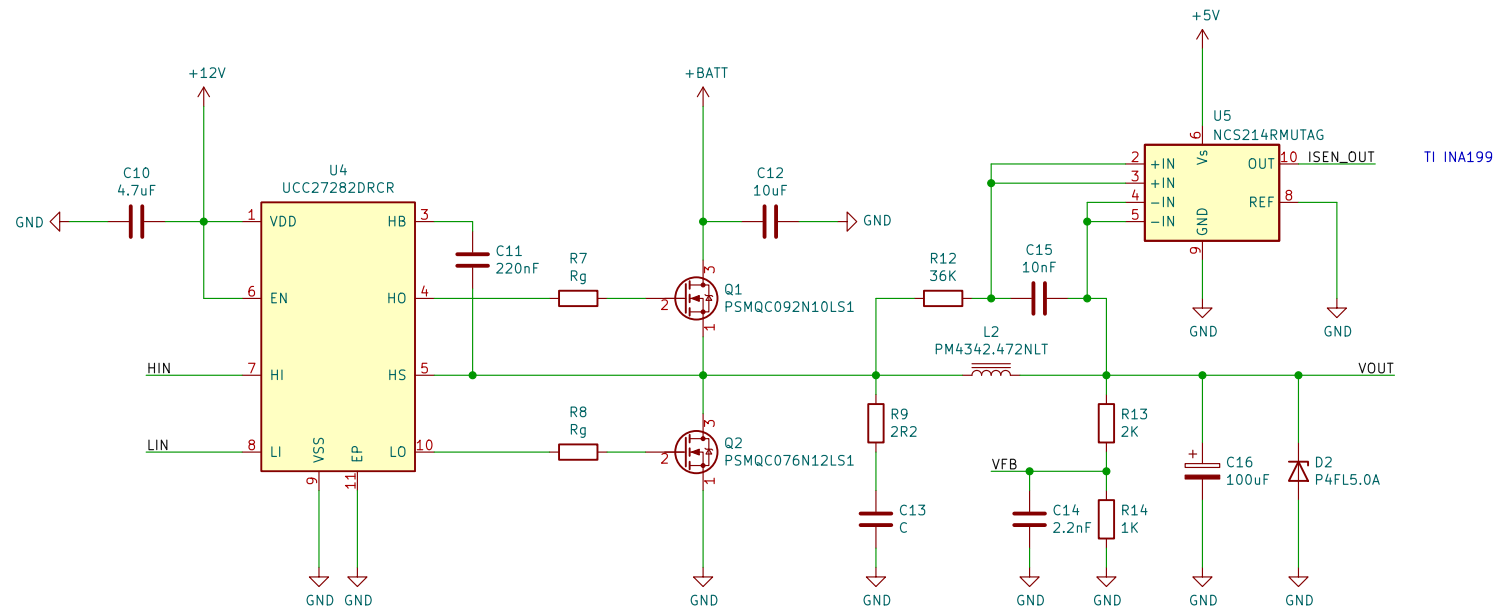 +5V
+12V
+BATT
U5
NCS214RMUTAG
6
Vs
2
+IN
OUT
10
ISEN_OUT
TI INA199
3
+IN
4
-IN
REF
8
5
-IN
GND
9
GND
GND
C10
4.7uF
GND
U4
UCC27282DRCR
1
VDD
HB
3
6
EN
HO
4
HIN
7
HI
HS
5
LIN
8
LI
LO
10
VSS
EP
9
11
GND
GND
C11
220nF
R7
Rg
R8
Rg
C12
10uF
GND
3
Q1
2
PSMQC092N10LS1
1
3
Q2
2
PSMQC076N12LS1
1
GND
R12
36K
C15
10nF
L2
PM4342.472NLT
VOUT
R9
2R2
C13
C
GND
R13
2K
VFB
C14
2.2nF
R14
1K
GND
GND
+
C16
100uF
GND
D2
P4FL5.0A
GND